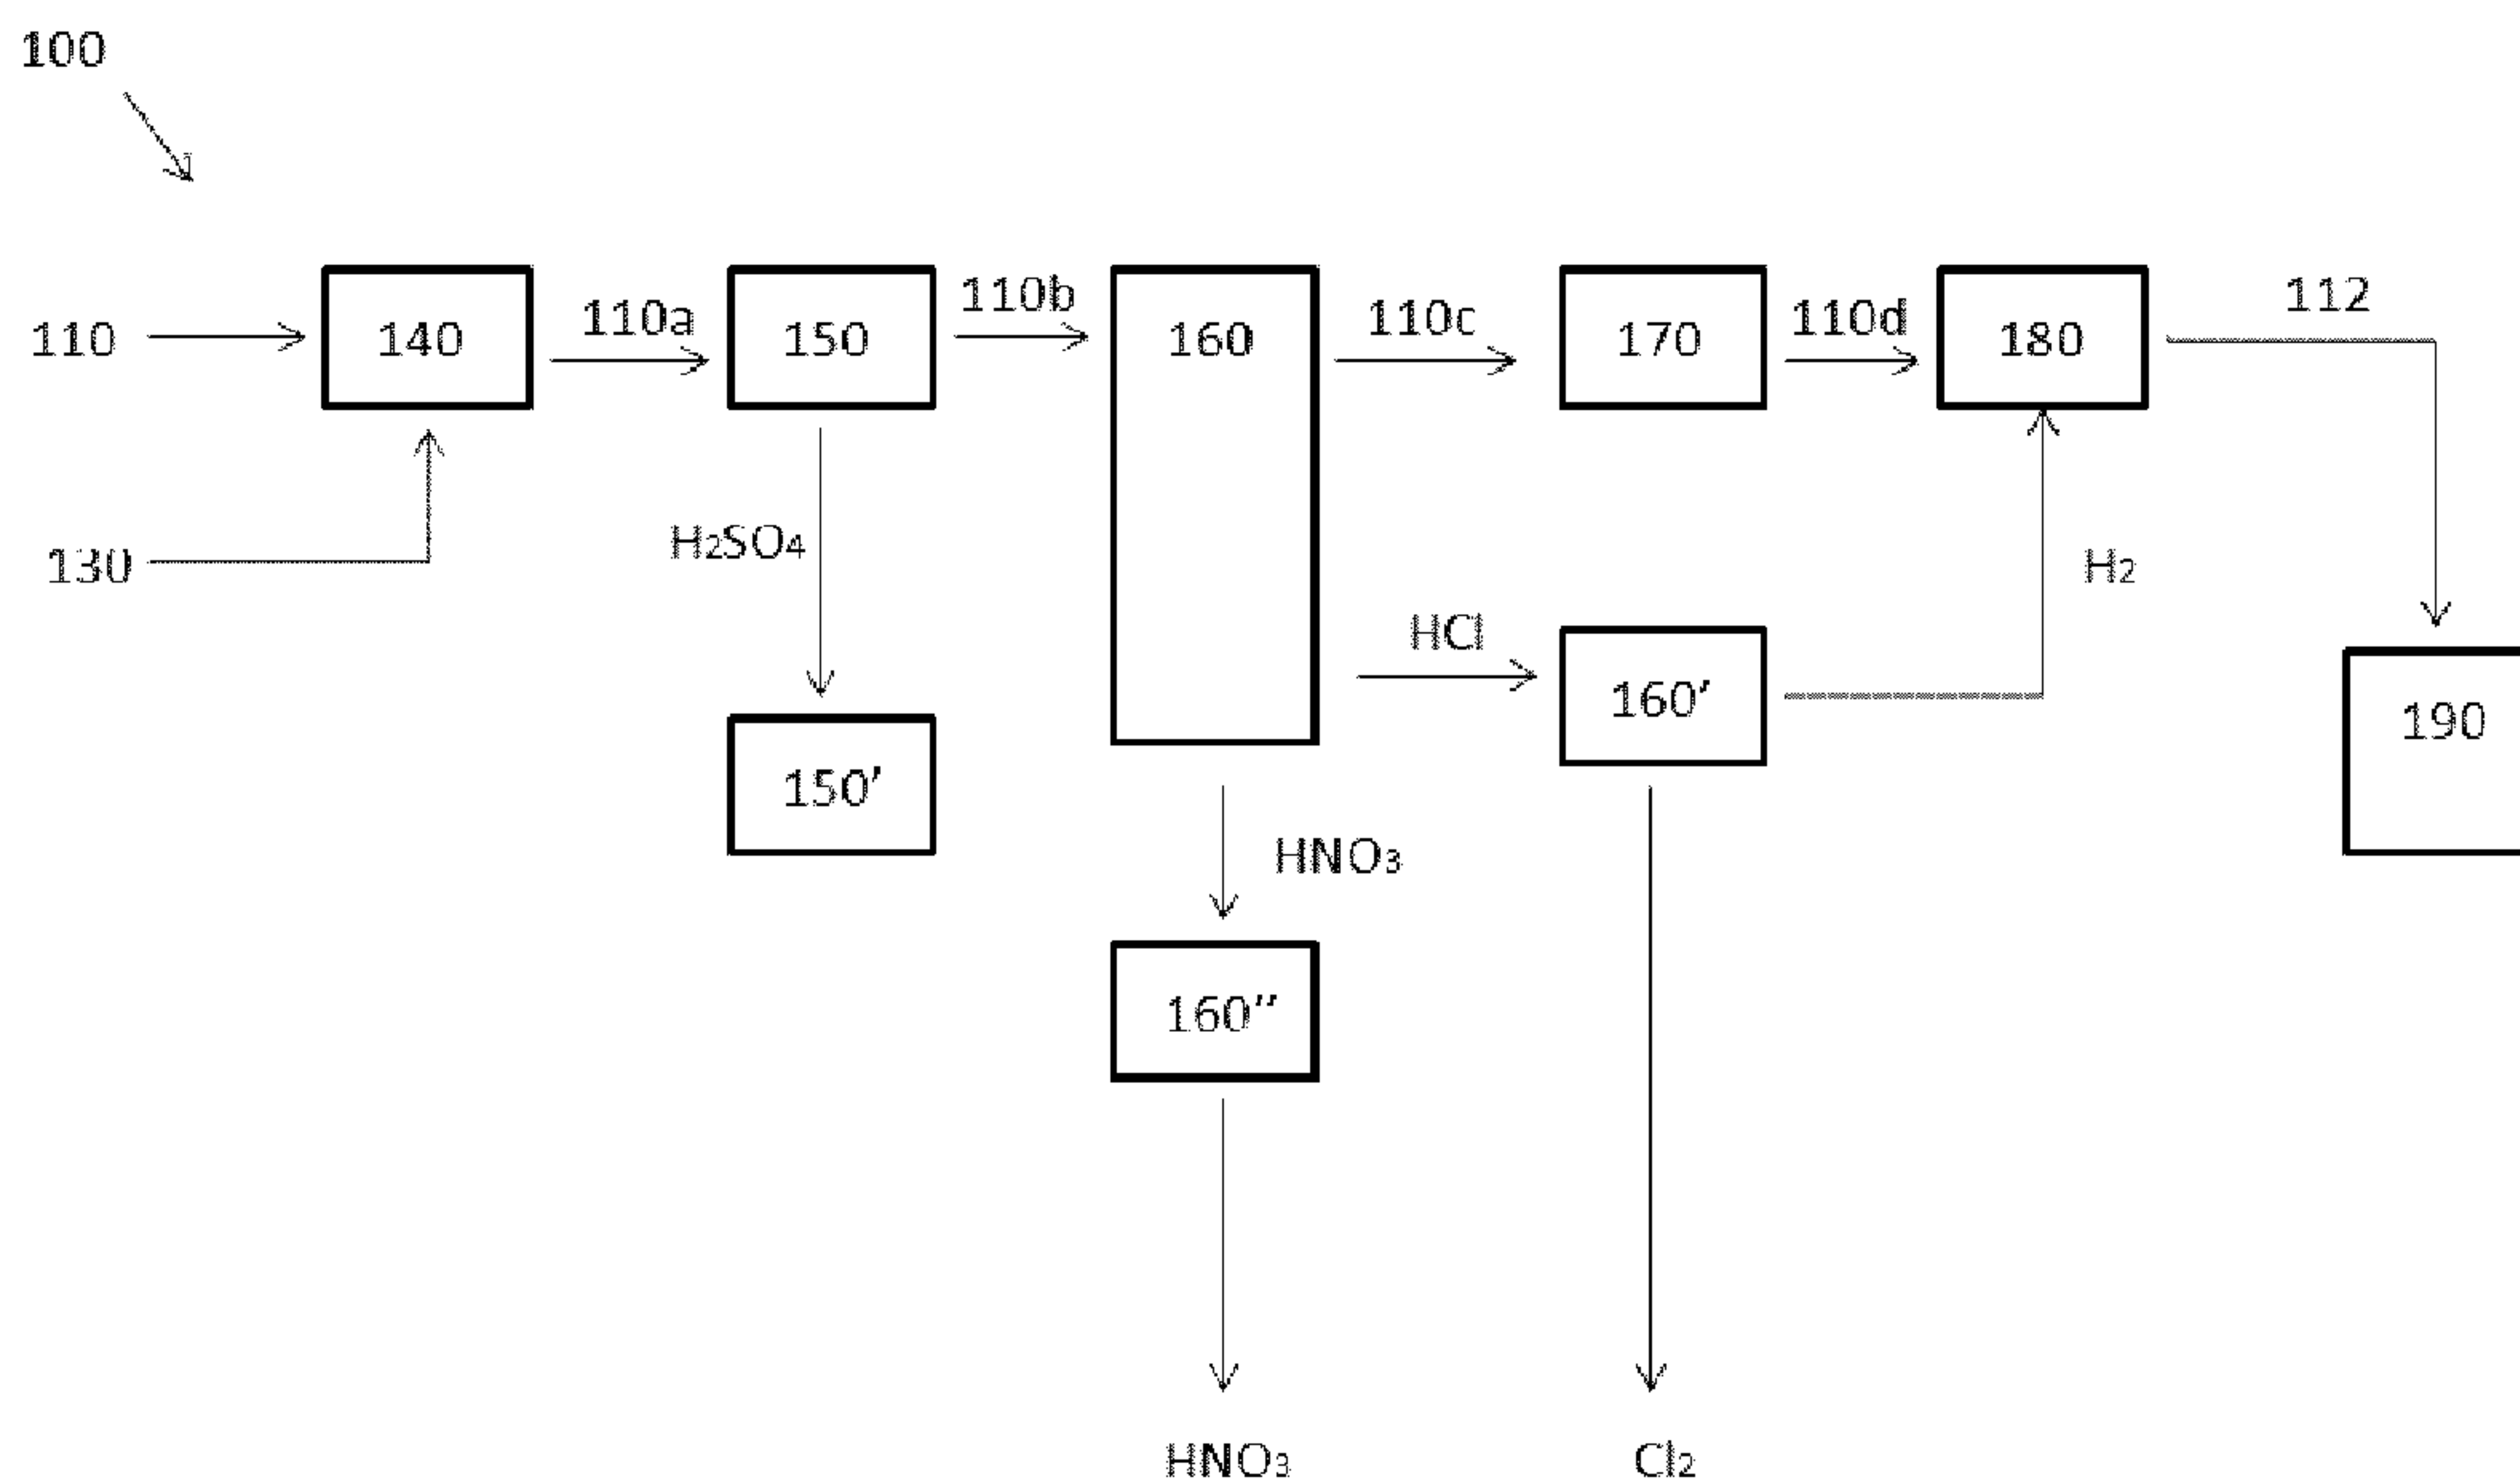 100
110
140
110a
150
110b
160
110c
170
110d
180
112
130
H₂SO₄
H₂
HCl
160'
190
150'
HNO₃
160''
HNO₃
Cl₂